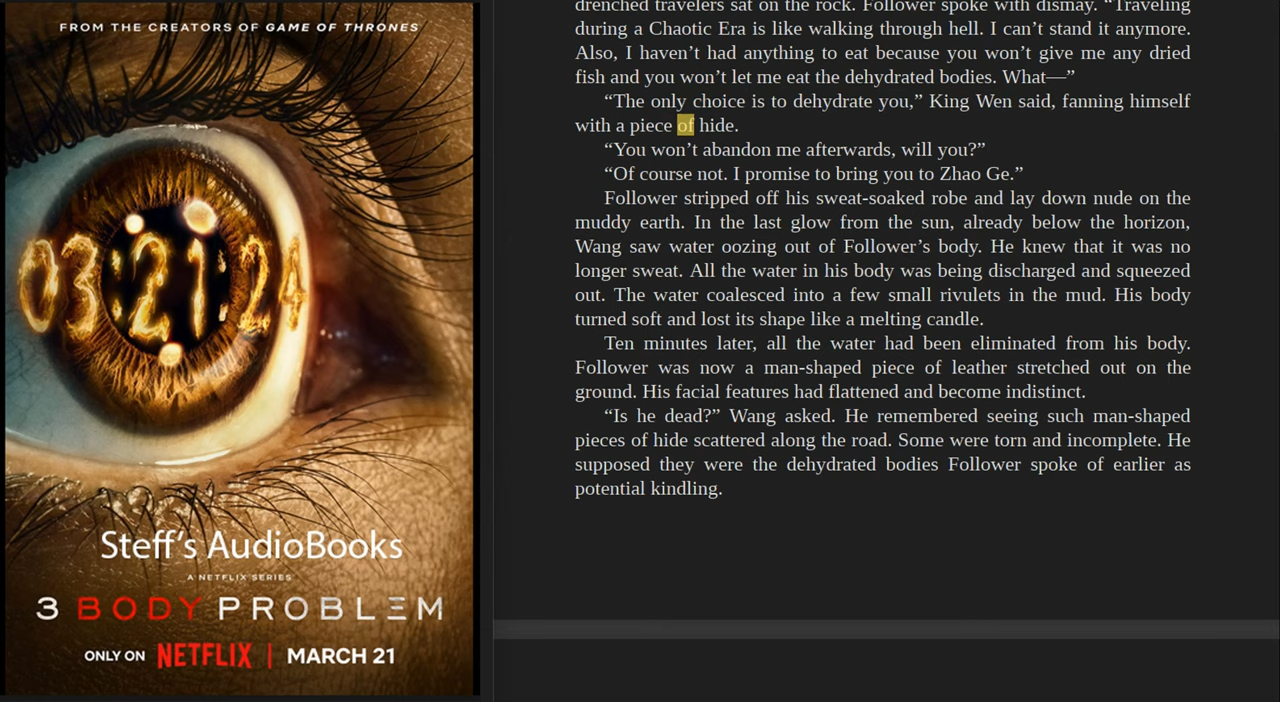 FROM THE CREATORS OF GAME OF THRONES
03:21:24
Steff's AudioBooks
A NETFLIX SERIES
3 BODY PROBLEM
ONLY ON NETFLIX | MARCH 21
drenched travelers sat on the rock. Follower spoke with dismay. “Traveling
during a Chaotic Era is like walking through hell. I can’t stand it anymore.
Also, I haven’t had anything to eat because you won’t give me any dried
fish and you won’t let me eat the dehydrated bodies. What—”
“The only choice is to dehydrate you,” King Wen said, fanning himself
with a piece of hide.
“You won’t abandon me afterwards, will you?”
“Of course not. I promise to bring you to Zhao Ge.”
Follower stripped off his sweat-soaked robe and lay down nude on the
muddy earth. In the last glow from the sun, already below the horizon,
Wang saw water oozing out of Follower’s body. He knew that it was no
longer sweat. All the water in his body was being discharged and squeezed
out. The water coalesced into a few small rivulets in the mud. His body
turned soft and lost its shape like a melting candle.
Ten minutes later, all the water had been eliminated from his body.
Follower was now a man-shaped piece of leather stretched out on the
ground. His facial features had flattened and become indistinct.
“Is he dead?” Wang asked. He remembered seeing such man-shaped
pieces of hide scattered along the road. Some were torn and incomplete. He
supposed they were the dehydrated bodies Follower spoke of earlier as
potential kindling.